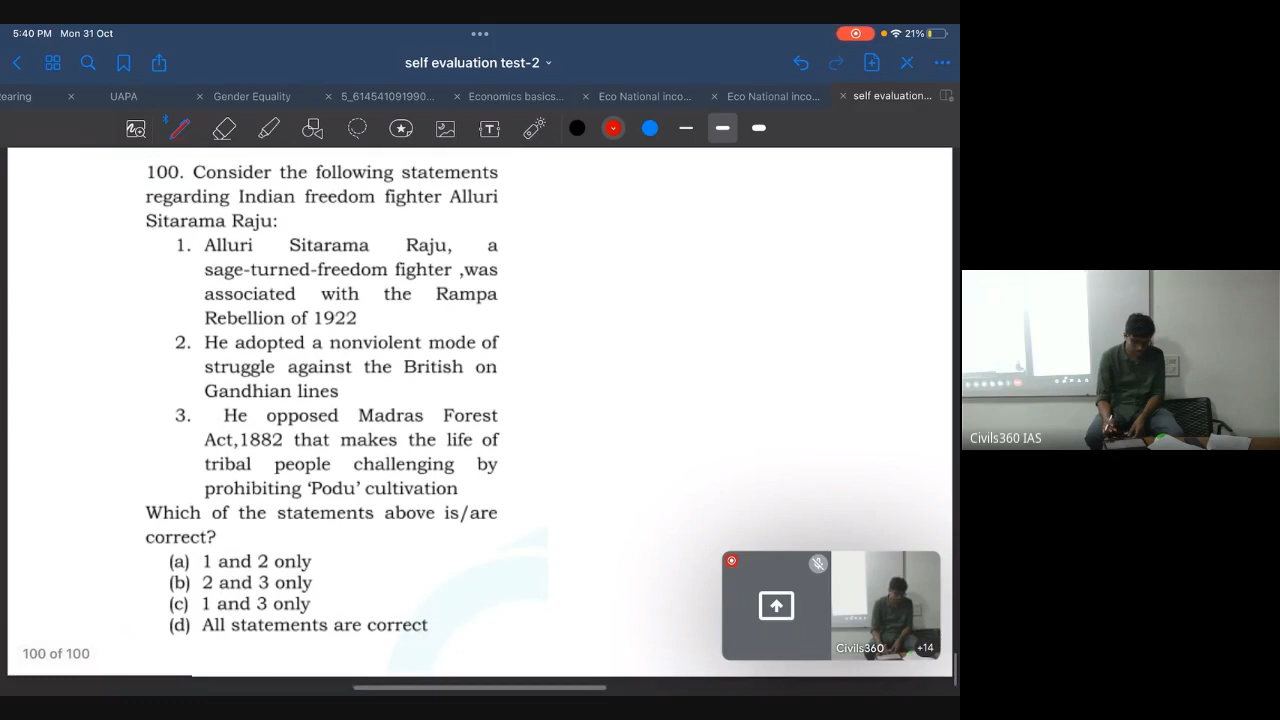 5:40 PM Mon 31 Oct
21%
self evaluation test-2
earing
UAPA
Gender Equality
5_614541091990...
Economics basics...
Eco National inco...
Eco National inco...
self evaluation...
100. Consider the following statements
regarding Indian freedom fighter Alluri
Sitarama Raju:
1. Alluri Sitarama Raju, a
sage-turned-freedom fighter ,was
associated with the Rampa
Rebellion of 1922
2. He adopted a nonviolent mode of
struggle against the British on
Gandhian lines
3. He opposed Madras Forest
Act,1882 that makes the life of
tribal people challenging by
prohibiting ‘Podu’ cultivation
Which of the statements above is/are
correct?
(a) 1 and 2 only
(b) 2 and 3 only
(c) 1 and 3 only
(d) All statements are correct
100 of 100
Civils360
+14
Civils360 IAS